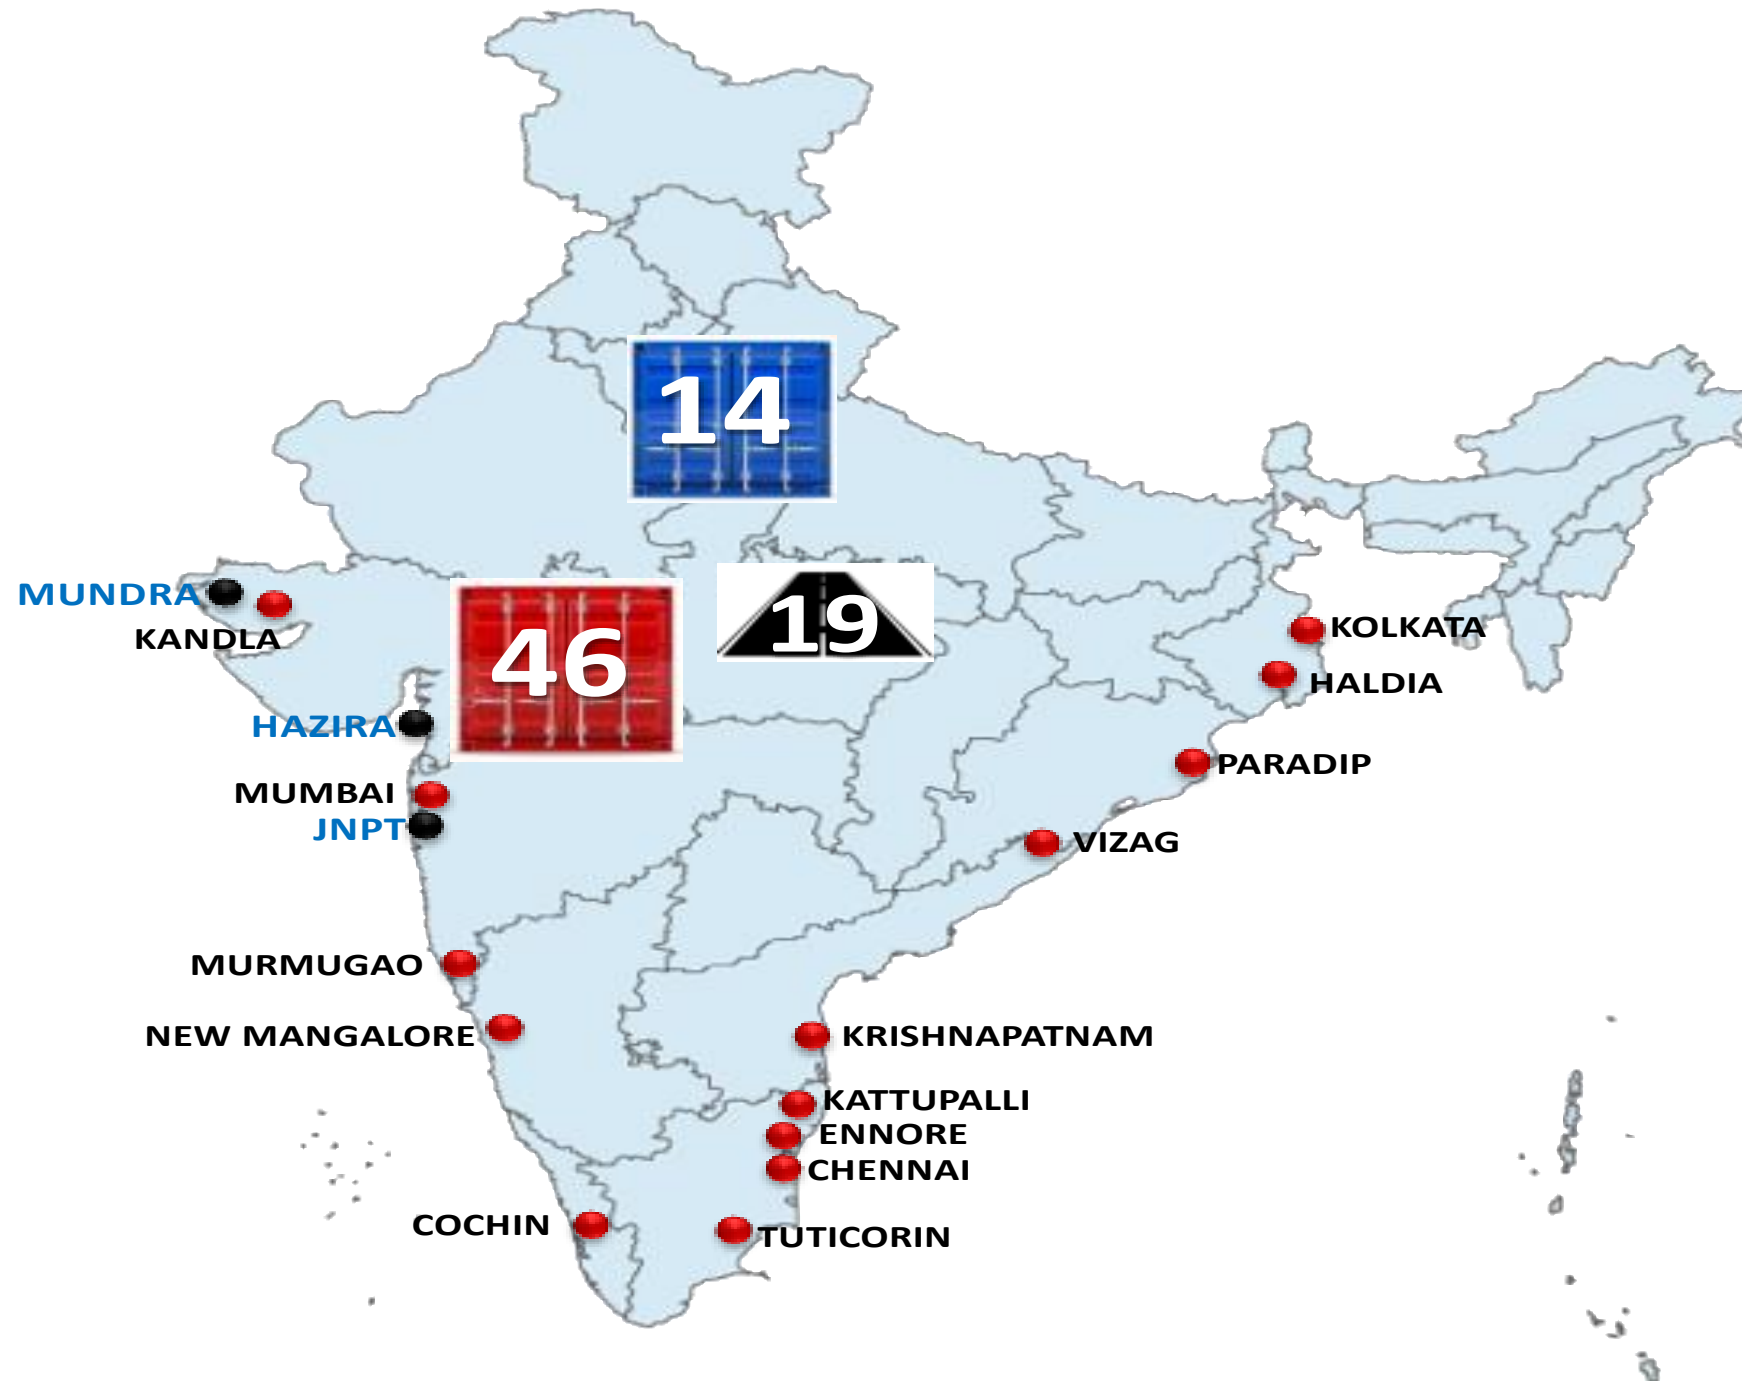 14
MUNDRA
KANDLA
46
19
KOLKATA
HALDIA
HAZIRA
PARADIP
MUMBAI
JNPT
VIZAG
MURMUGAO
NEW MANGALORE
KRISHNAPATNAM
KATTUPALLI
ENNORE
CHENNAI
COCHIN
TUTICORIN